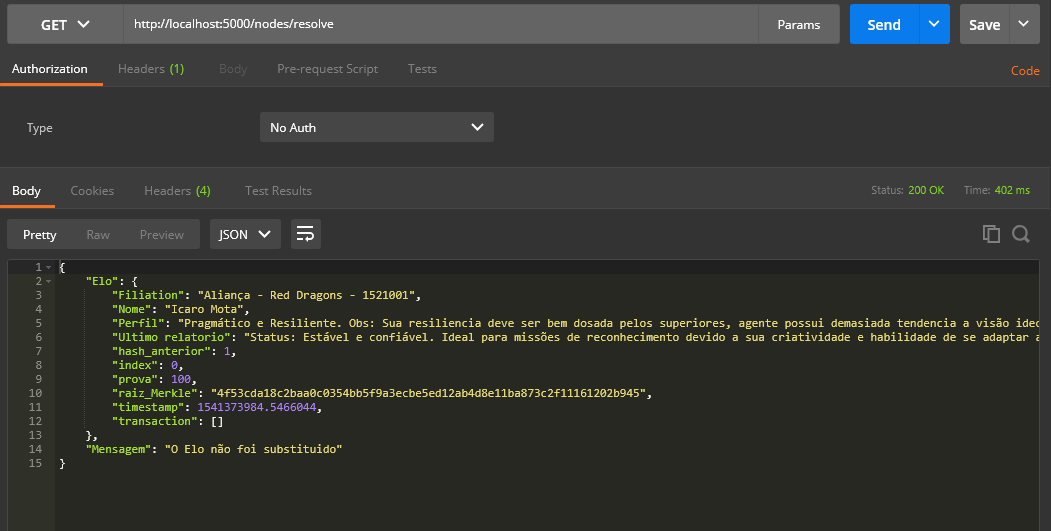 GET http://localhost:5000/nodes/resolve Params Send Save
Authorization Headers (1) Body Pre-request Script Tests Code
Type No Auth
Body Cookies Headers (4) Test Results Status: 200 OK Time: 402 ms
Pretty Raw Preview JSON
1 {
2 "Elo": {
3 "Filiation": "Aliança - Red Dragons - 1521001",
4 "Nome": "Icaro Mota",
5 "Perfil": "Pragmático e Resiliente. Obs: Sua resiliencia deve ser bem dosada pelos superiores, agente possui demasiada tendencia a visão
6 "Ultimo relatorio": "Status: Estável e confiável. Ideal para missões de reconhecimento devido a sua criatividade e habilidade de se adaptar a
7 "hash_anterior": 1,
8 "index": 0,
9 "prova": 100,
10 "raiz_Merkle": "4f53cda18c2baa0c0354bb5f9a3ecbe5ed12ab4d8e11ba873c2f11161202b945",
11 "timestamp": 1541373984.5466044,
12 "transaction": []
13 },
14 "Mensagem": "O Elo não foi substituido"
15 }